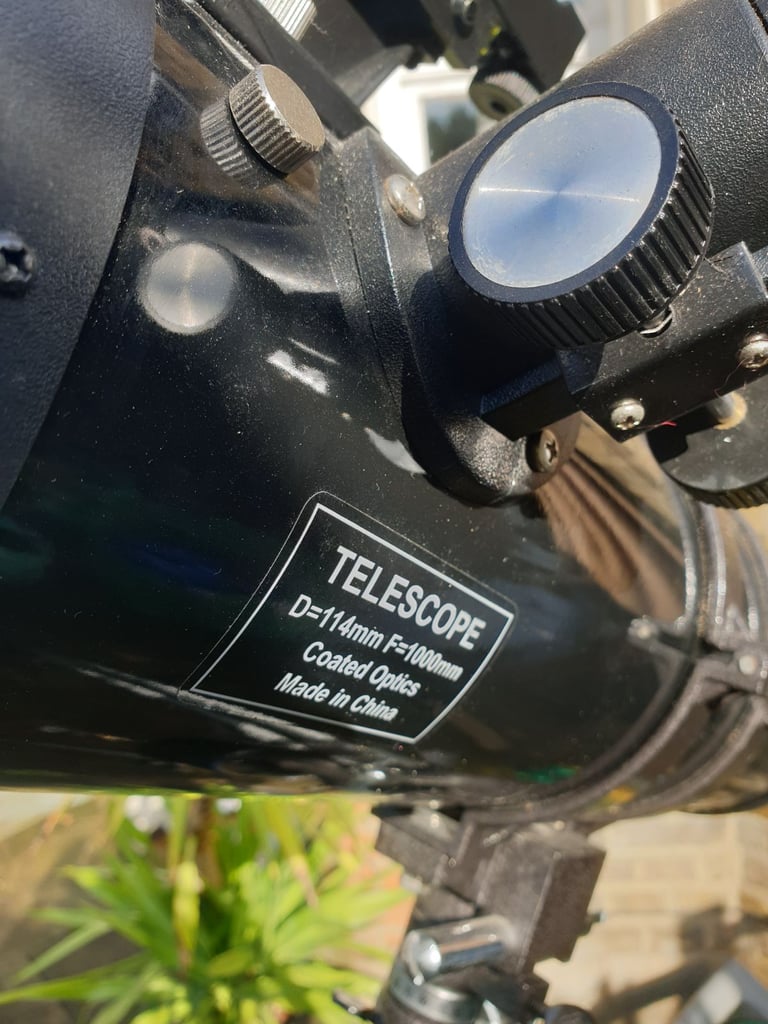 TELESCOPE
D=114mm F=1000mm
Coated Optics
Made in China